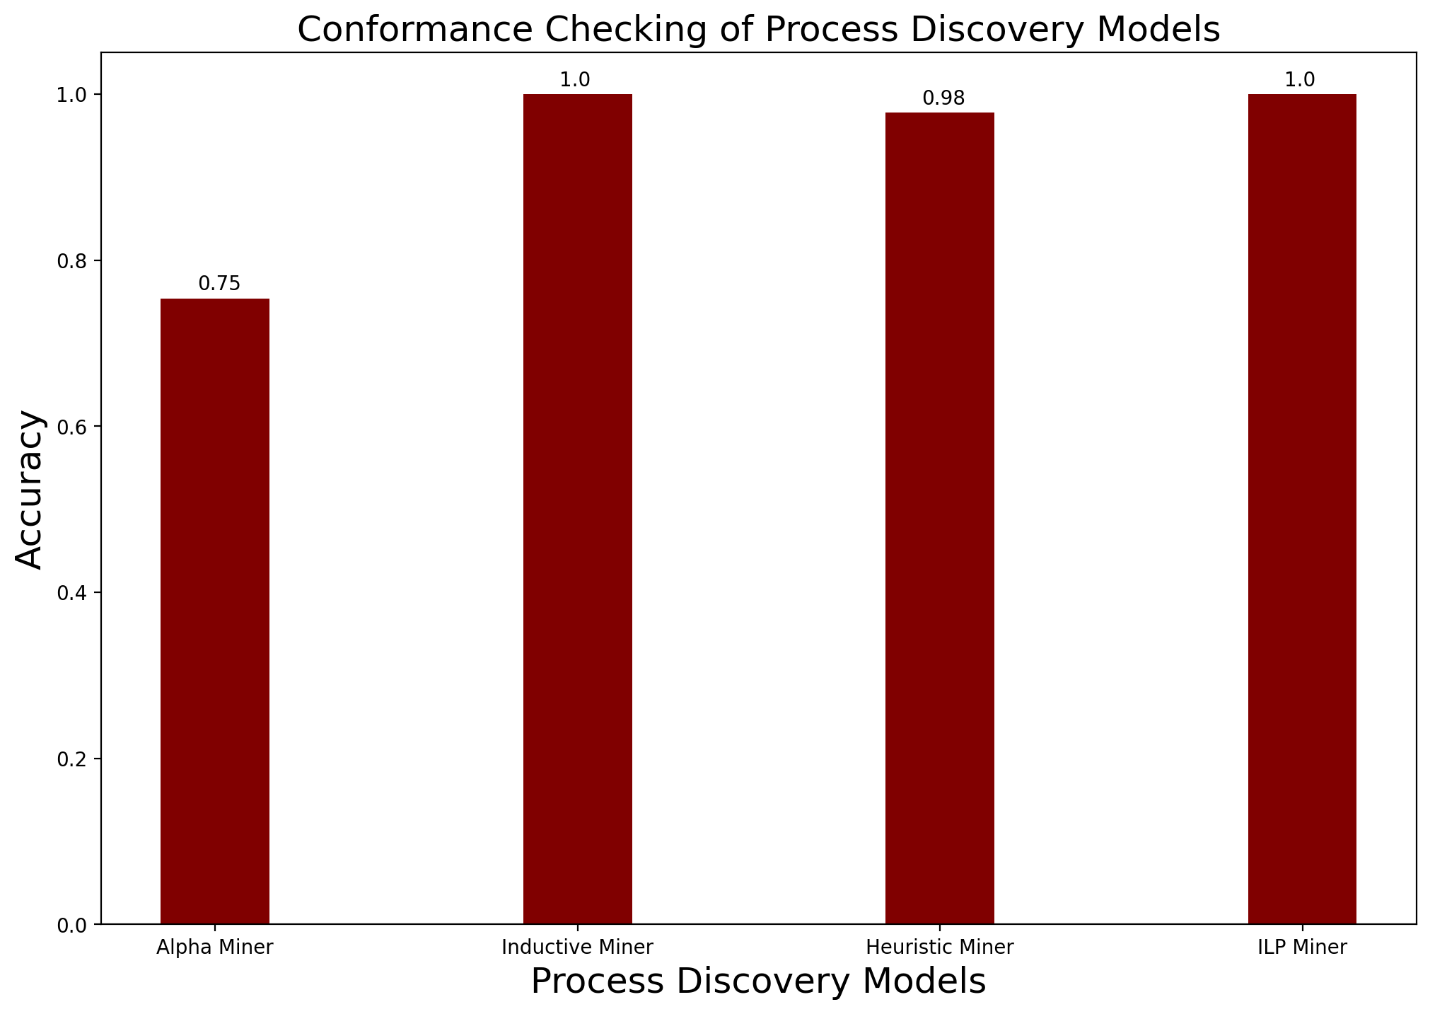 Conformance Checking of Process Discovery Models
1.0
1.0
0.98
1.0
0.8
0.75
0.6
0.4
0.2
0.0
Accuracy
Alpha Miner
Inductive Miner
Heuristic Miner
ILP Miner
Process Discovery Models